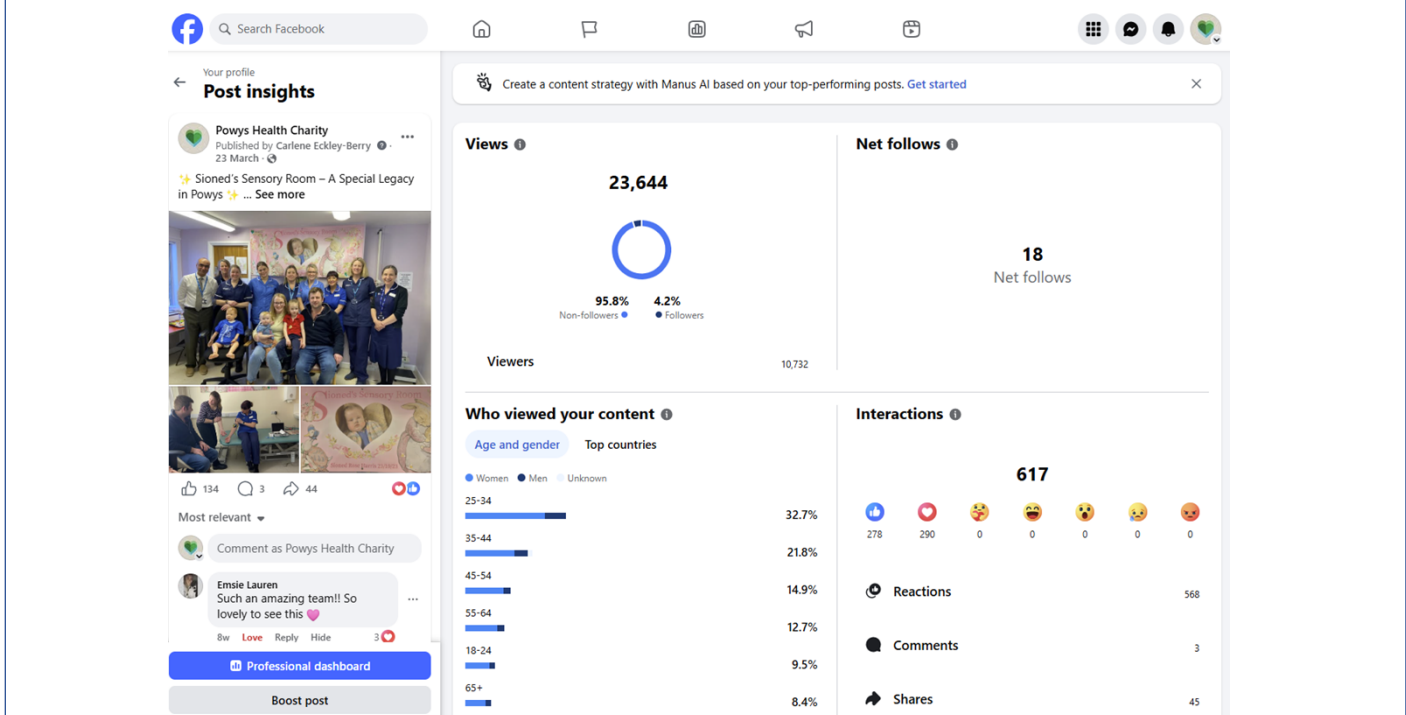 Search Facebook
Your profile
Post insights
Powys Health Charity
Published by Carlene Eckley-Berry
23 March ·
✨ Sioned's Sensory Room – A Special Legacy
in Powys ✨ ... See more
Sioned's Sensory Room
134 3 44
Most relevant
Comment as Powys Health Charity
Emsie Lauren
Such an amazing team!! So
lovely to see this 🩷
8w Love Reply Hide 3
Professional dashboard
Boost post
Create a content strategy with Manus AI based on your top-performing posts. Get started
Views
23,644
95.8% 4.2%
Non-followers Followers
Viewers 10,732
Net follows
18
Net follows
Who viewed your content
Age and gender Top countries
Women Men Unknown
25-34
32.7%
35-44
21.8%
45-54
14.9%
55-64
12.7%
18-24
9.5%
65+
8.4%
Interactions
617
278 290 0 0 0 0 0
Reactions 568
Comments 3
Shares 45